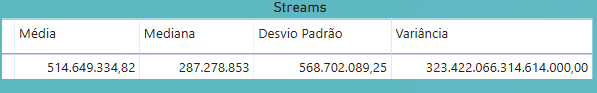 Streams
Média Mediana Desvio Padrão Variância
514.649.334,82 287.278.853 568.702.089,25 323.422.066.314.614.000,00